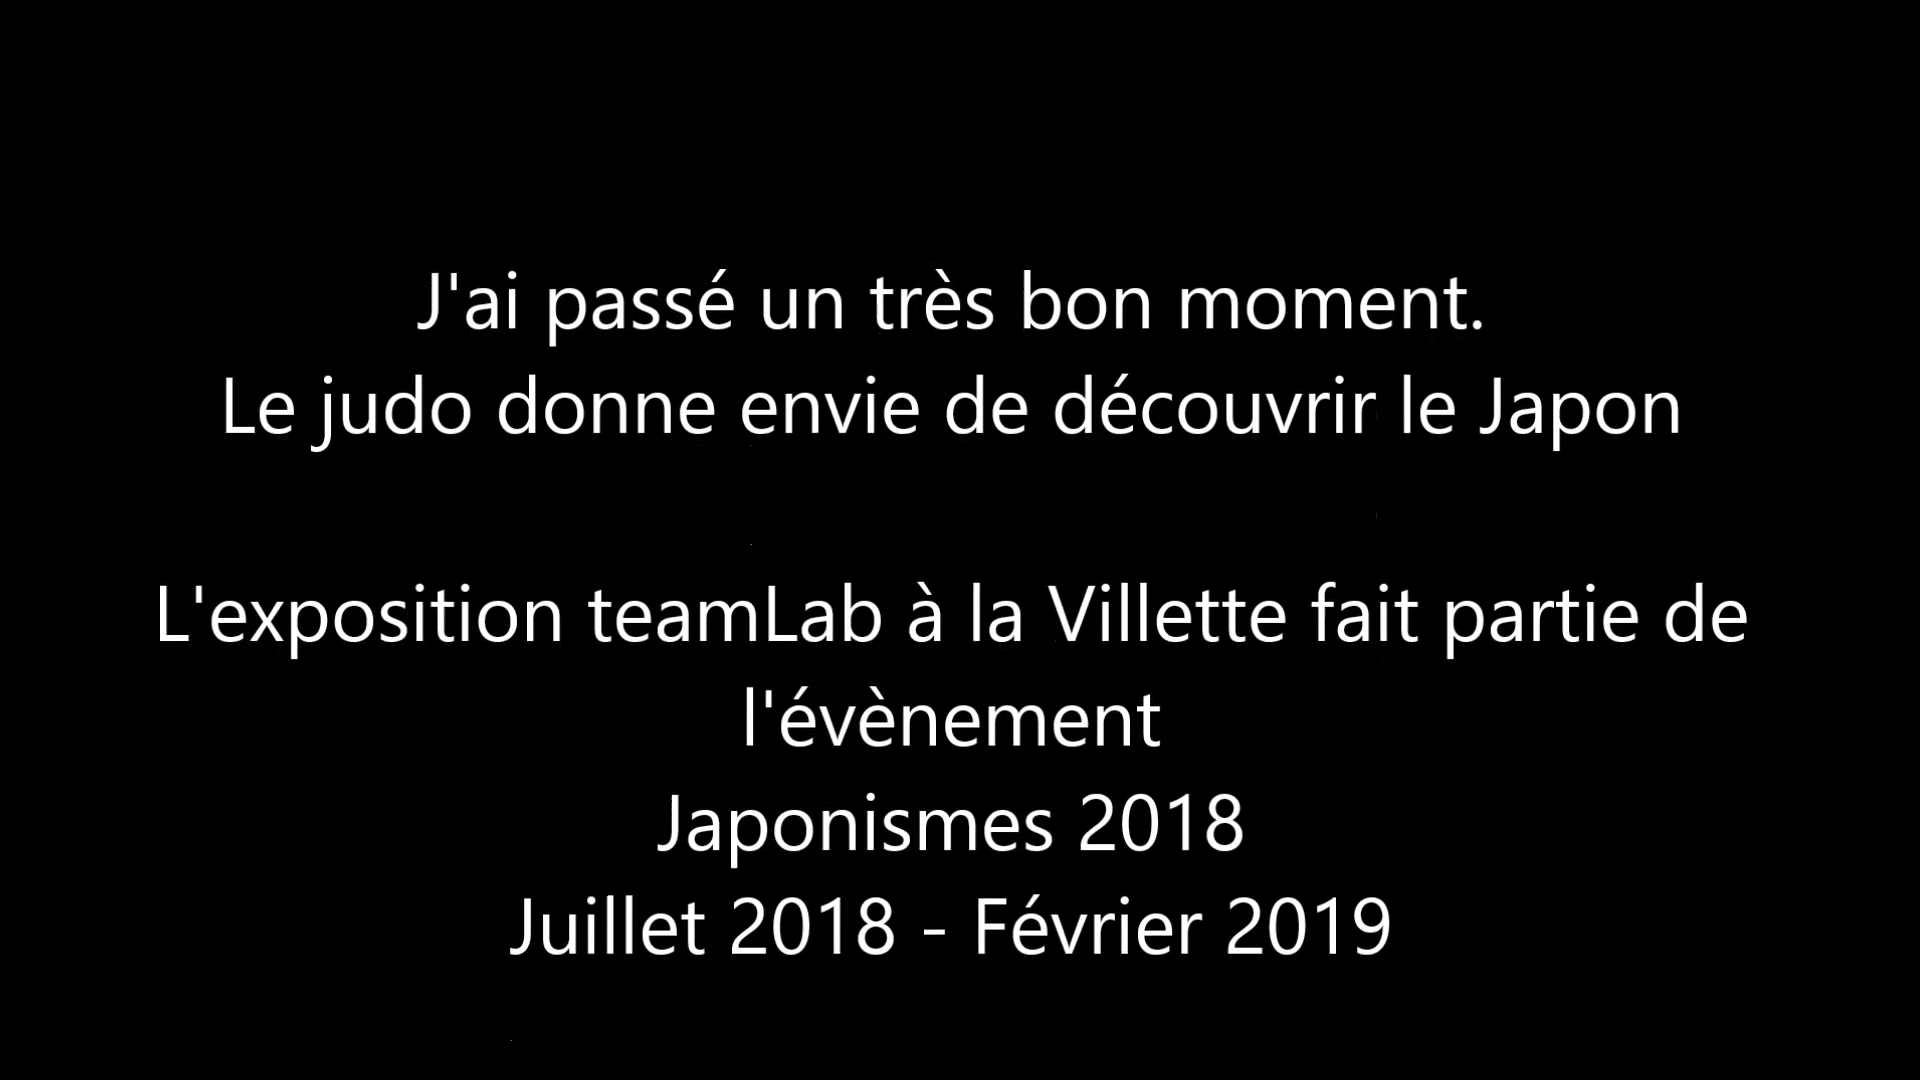 J'ai passé un très bon moment.
Le judo donne envie de découvrir le Japon
L'exposition teamLab à la Villette fait partie de
l'évènement
Japonismes 2018
Juillet 2018 - Février 2019